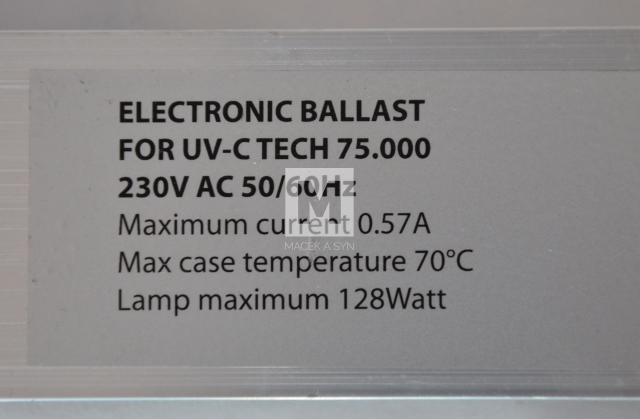 ELECTRONIC BALLAST
FOR UV-C TECH 75.000
230V AC 50/60Hz
Maximum current 0.57A
Max case temperature 70°C
Lamp maximum 128Watt
M
MACEK A SYN